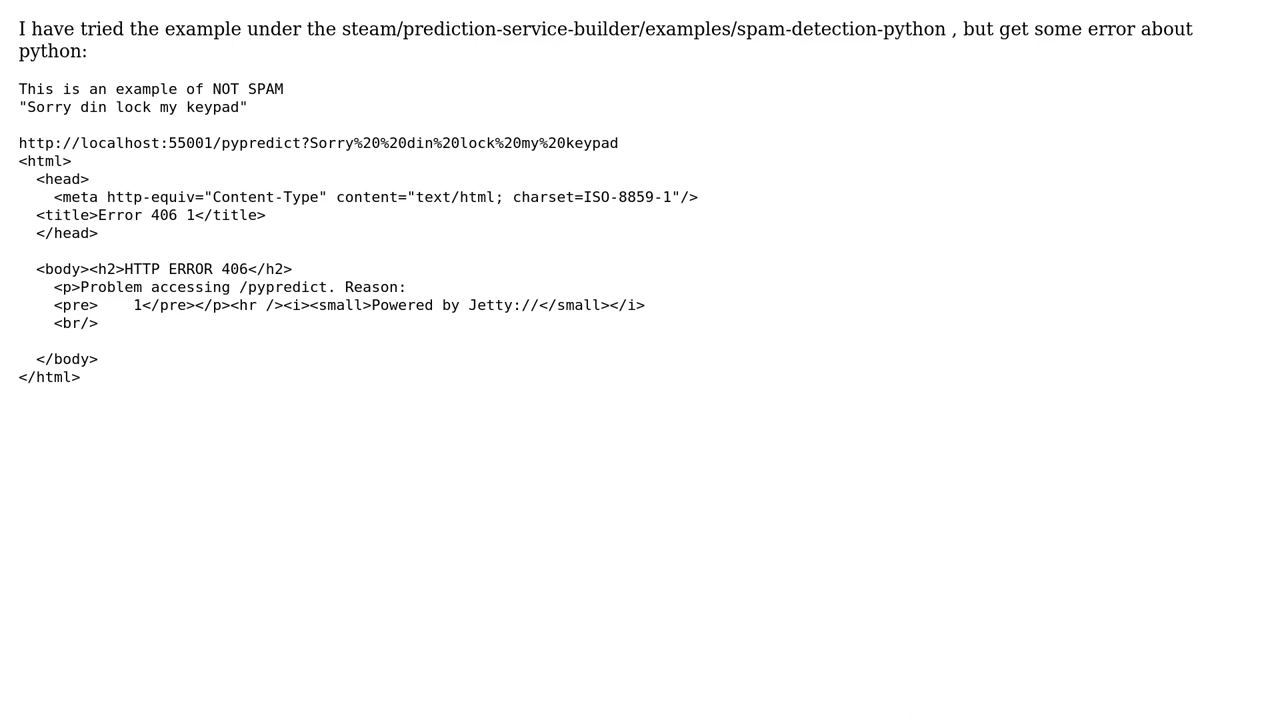 I have tried the example under the steam/prediction-service-builder/examples/spam-detection-python , but get some error about
python:
This is an example of NOT SPAM
"Sorry din lock my keypad"
http://localhost:55001/pypredict?Sorry%20%20din%20lock%20my%20keypad
<html>
  <head>
    <meta http-equiv="Content-Type" content="text/html; charset=ISO-8859-1"/>
  <title>Error 406 1</title>
  </head>
  <body><h2>HTTP ERROR 406</h2>
    <p>Problem accessing /pypredict. Reason:
    <pre>    1</pre></p><hr /><i><small>Powered by Jetty://</small></i>
    <br/>
  </body>
</html>